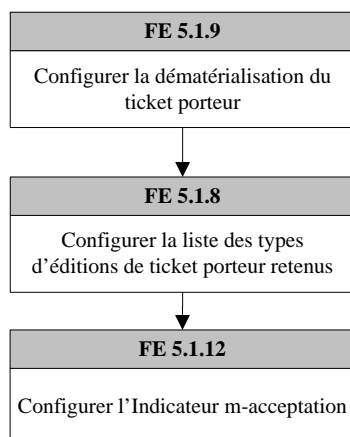 FE 5.1.9
Configurer la dématérialisation du
ticket porteur
FE 5.1.8
Configurer la liste des types
d’éditions de ticket porteur retenus
FE 5.1.12
Configurer l’Indicateur m-acceptation